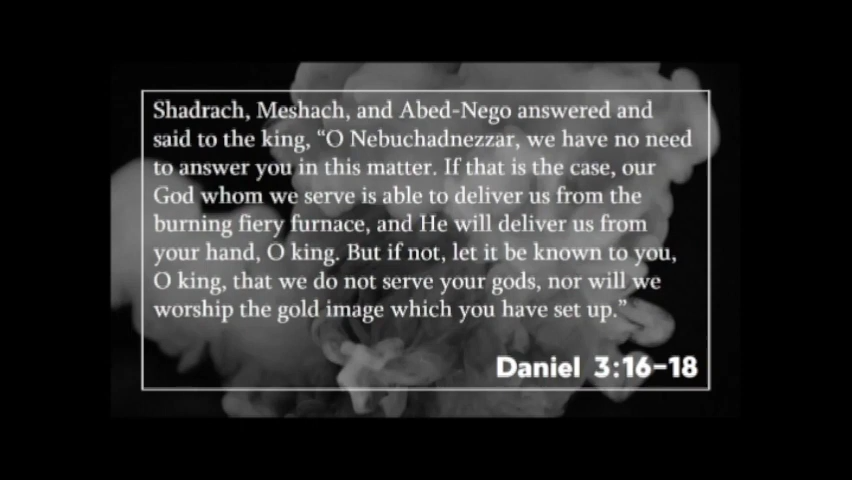 Shadrach, Meshach, and Abed-Nego answered and
said to the king, “O Nebuchadnezzar, we have no need
to answer you in this matter. If that is the case, our
God whom we serve is able to deliver us from the
burning fiery furnace, and He will deliver us from
your hand, O king. But if not, let it be known to you,
O king, that we do not serve your gods, nor will we
worship the gold image which you have set up.”
Daniel 3:16-18